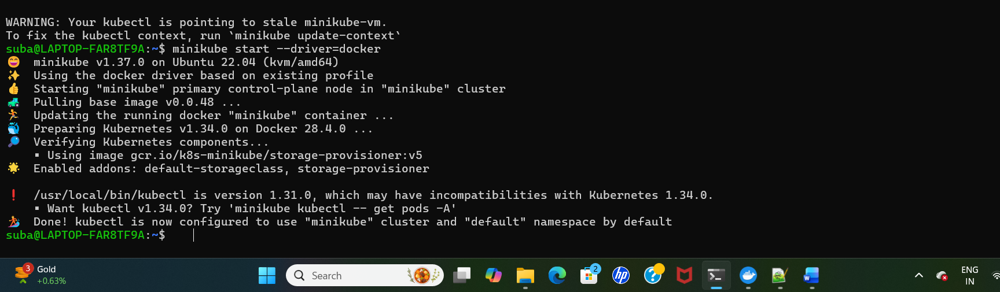 WARNING: Your kubectl is pointing to stale minikube-vm.
To fix the kubectl context, run `minikube update-context`
suba@LAPTOP-FAR8TF9A:~$ minikube start --driver=docker
minikube v1.37.0 on Ubuntu 22.04 (kvm/amd64)
Using the docker driver based on existing profile
Starting "minikube" primary control-plane node in "minikube" cluster
Pulling base image v0.0.48 ...
Updating the running docker "minikube" container ...
Preparing Kubernetes v1.34.0 on Docker 28.4.0 ...
Verifying Kubernetes components...
▪ Using image gcr.io/k8s-minikube/storage-provisioner:v5
Enabled addons: default-storageclass, storage-provisioner
❗ /usr/local/bin/kubectl is version 1.31.0, which may have incompatibilities with Kubernetes 1.34.0.
▪ Want kubectl v1.34.0? Try 'minikube kubectl -- get pods -A'
Done! kubectl is now configured to use "minikube" cluster and "default" namespace by default
suba@LAPTOP-FAR8TF9A:~$
3
Gold
+0.63%
Search
2
hp
?
W
ENG
IN